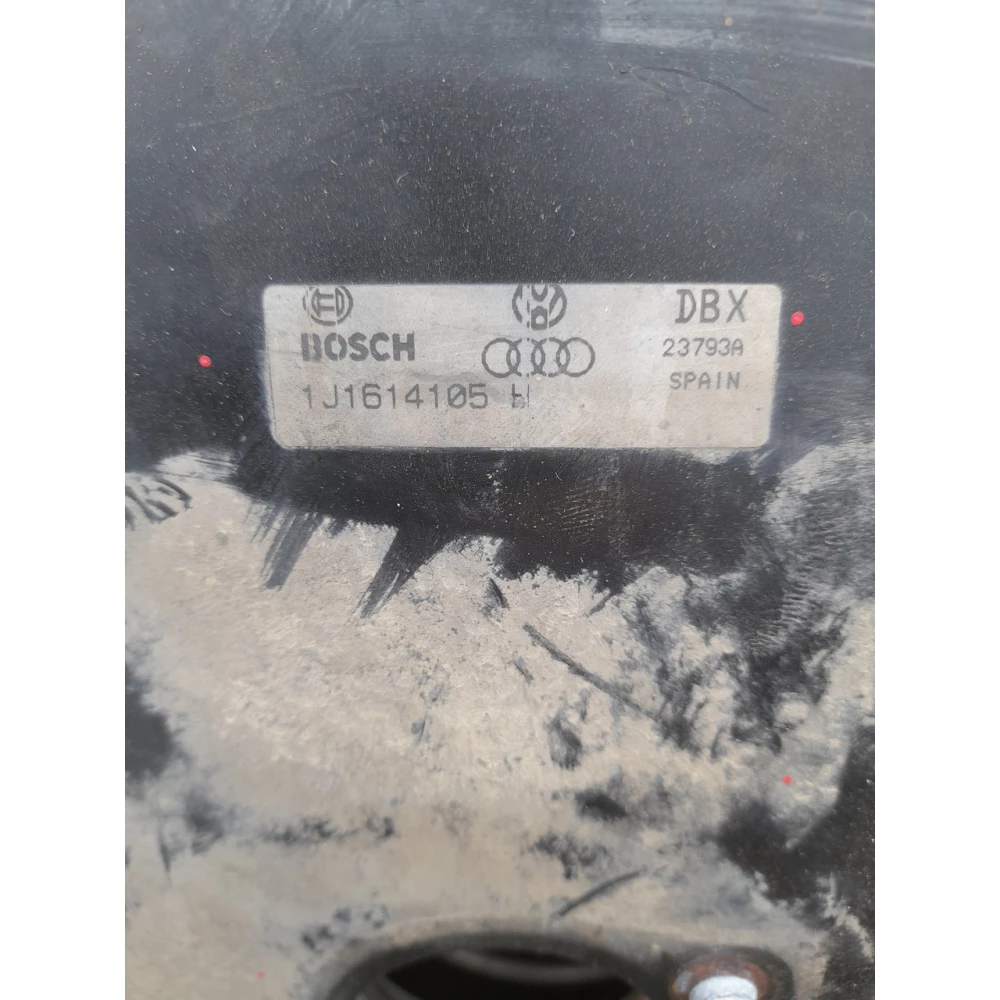 BOSCH
1J1614105 H
DBX
23793A
SPAIN